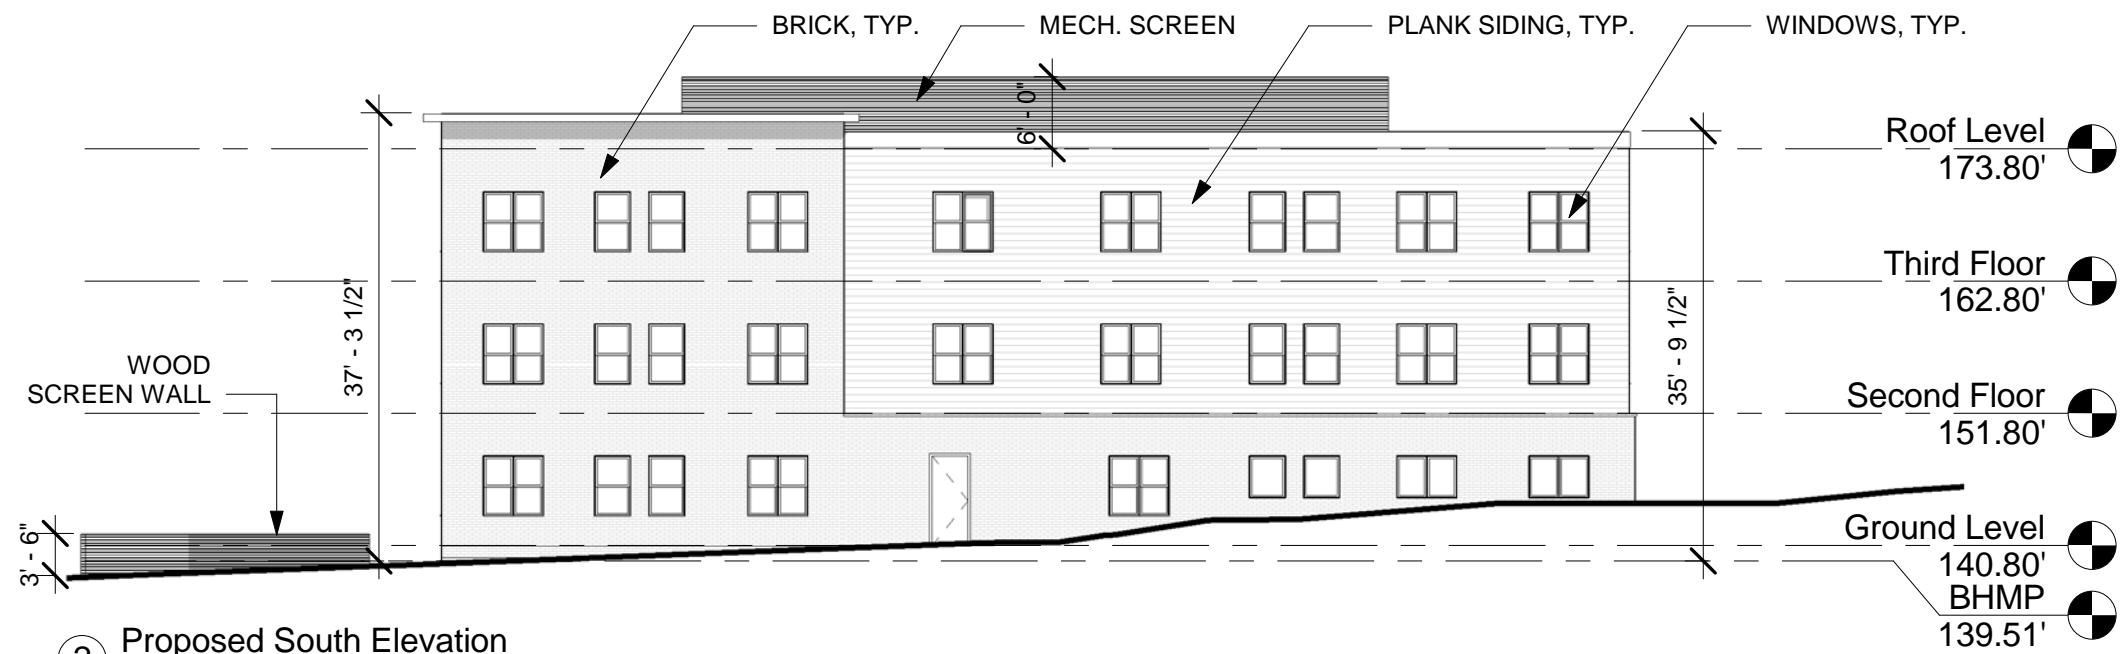 BRICK, TYP.
MECH. SCREEN
PLANK SIDING, TYP.
WINDOWS, TYP.
6' - 0"
Roof Level
173.80'
Third Floor
162.80'
37' - 3 1/2"
35' - 9 1/2"
WOOD
SCREEN WALL
Second Floor
151.80'
3' - 6"
Ground Level
140.80'
BHMP
139.51'
Proposed South Elevation